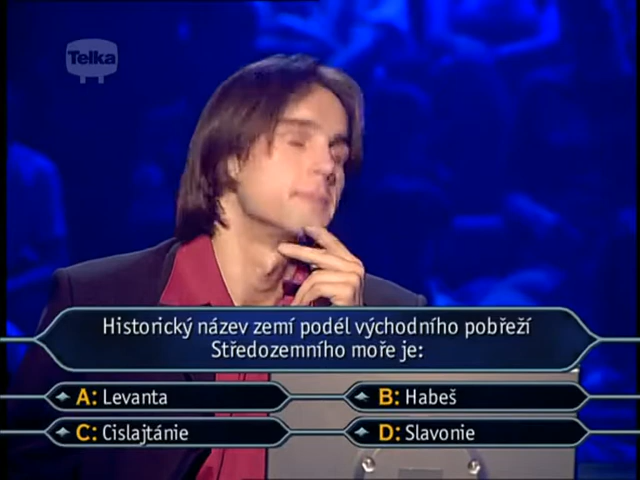 Telka
Historický název zemí podél východního pobřeží
Středozemního moře je:
A: Levanta
B: Habeš
C: Cislajtánie
D: Slavonie